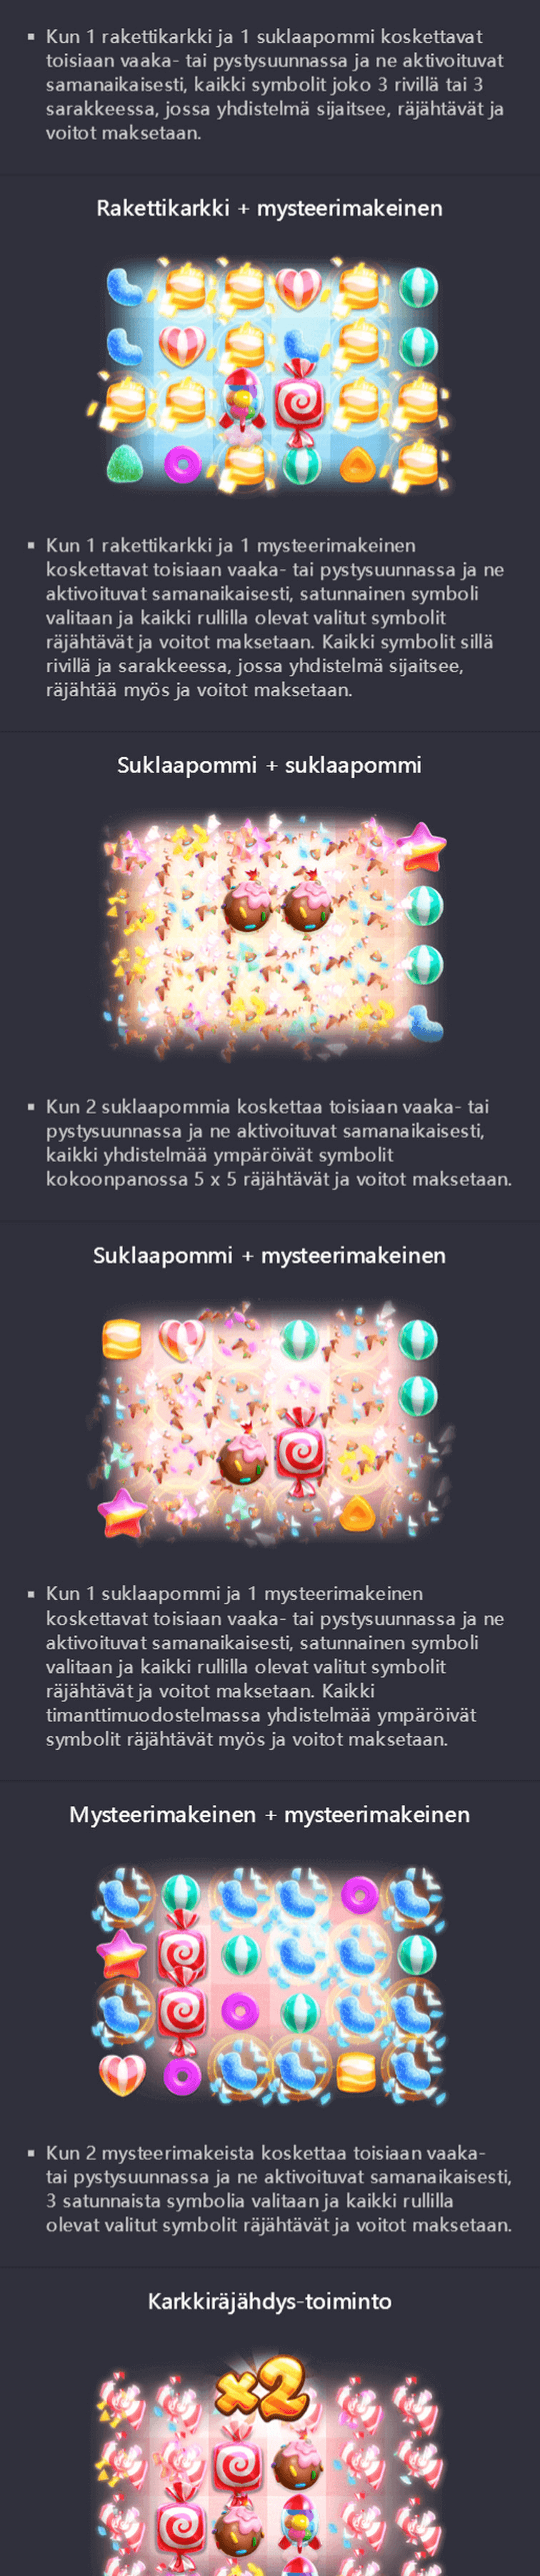 ▪ Kun 1 rakettikarkki ja 1 suklaapommi koskettavat
toisiaan vaaka- tai pystysuunnassa ja ne aktivoituvat
samanaikaisesti, kaikki symbolit joko 3 rivillä tai 3
sarakkeessa, jossa yhdistelmä sijaitsee, räjähtävät ja
voitot maksetaan.
Rakettikarkki + mysteerimakeinen
▪ Kun 1 rakettikarkki ja 1 mysteerimakeinen
koskettavat toisiaan vaaka- tai pystysuunnassa ja ne
aktivoituvat samanaikaisesti, satunnainen symboli
valitaan ja kaikki rullilla olevat valitut symbolit
räjähtävät ja voitot maksetaan. Kaikki symbolit sillä
rivillä ja sarakkeessa, jossa yhdistelmä sijaitsee,
räjähtää myös ja voitot maksetaan.
Suklaapommi + suklaapommi
▪ Kun 2 suklaapommia koskettaa toisiaan vaaka- tai
pystysuunnassa ja ne aktivoituvat samanaikaisesti,
kaikki yhdistelmää ympäröivät symbolit
kokoonpanossa 5 x 5 räjähtävät ja voitot maksetaan.
Suklaapommi + mysteerimakeinen
▪ Kun 1 suklaapommi ja 1 mysteerimakeinen
koskettavat toisiaan vaaka- tai pystysuunnassa ja ne
aktivoituvat samanaikaisesti, satunnainen symboli
valitaan ja kaikki rullilla olevat valitut symbolit
räjähtävät ja voitot maksetaan. Kaikki
timanttimuodostelmassa yhdistelmää ympäröivät
symbolit räjähtävät myös ja voitot maksetaan.
Mysteerimakeinen + mysteerimakeinen
▪ Kun 2 mysteerimakeista koskettaa toisiaan vaaka-
tai pystysuunnassa ja ne aktivoituvat samanaikaisesti,
3 satunnaista symbolia valitaan ja kaikki rullilla
olevat valitut symbolit räjähtävät ja voitot maksetaan.
Karkkiräjähdys-toiminto
x2